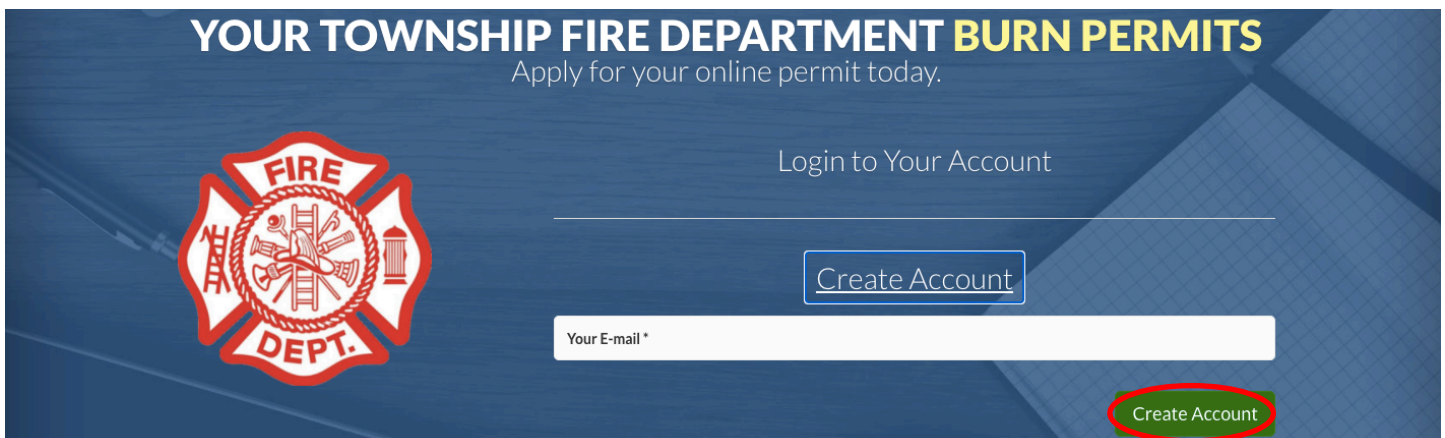 YOUR TOWNSHIP FIRE DEPARTMENT BURN PERMITS
Apply for your online permit today.
FIRE
DEPT.
Login to Your Account
Create Account
Your E-mail *
Create Account